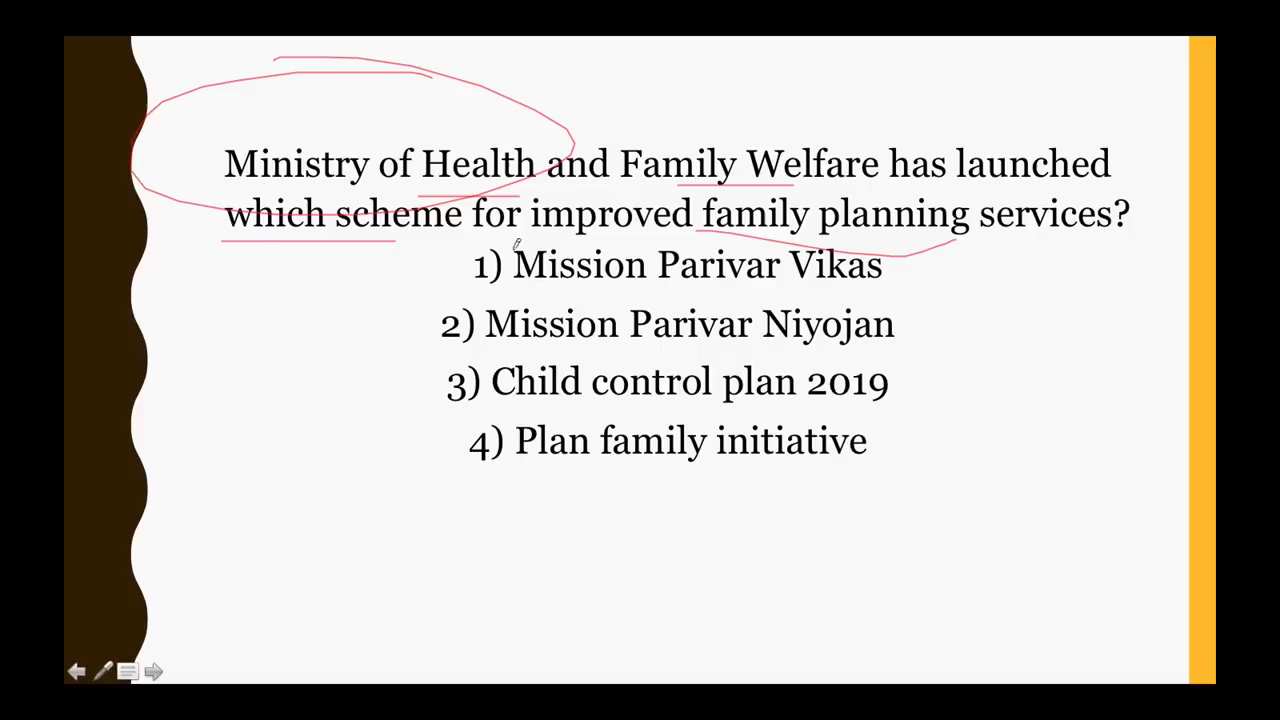 Ministry of Health and Family Welfare has launched
which scheme for improved family planning services?
1) Mission Parivar Vikas
2) Mission Parivar Niyojan
3) Child control plan 2019
4) Plan family initiative